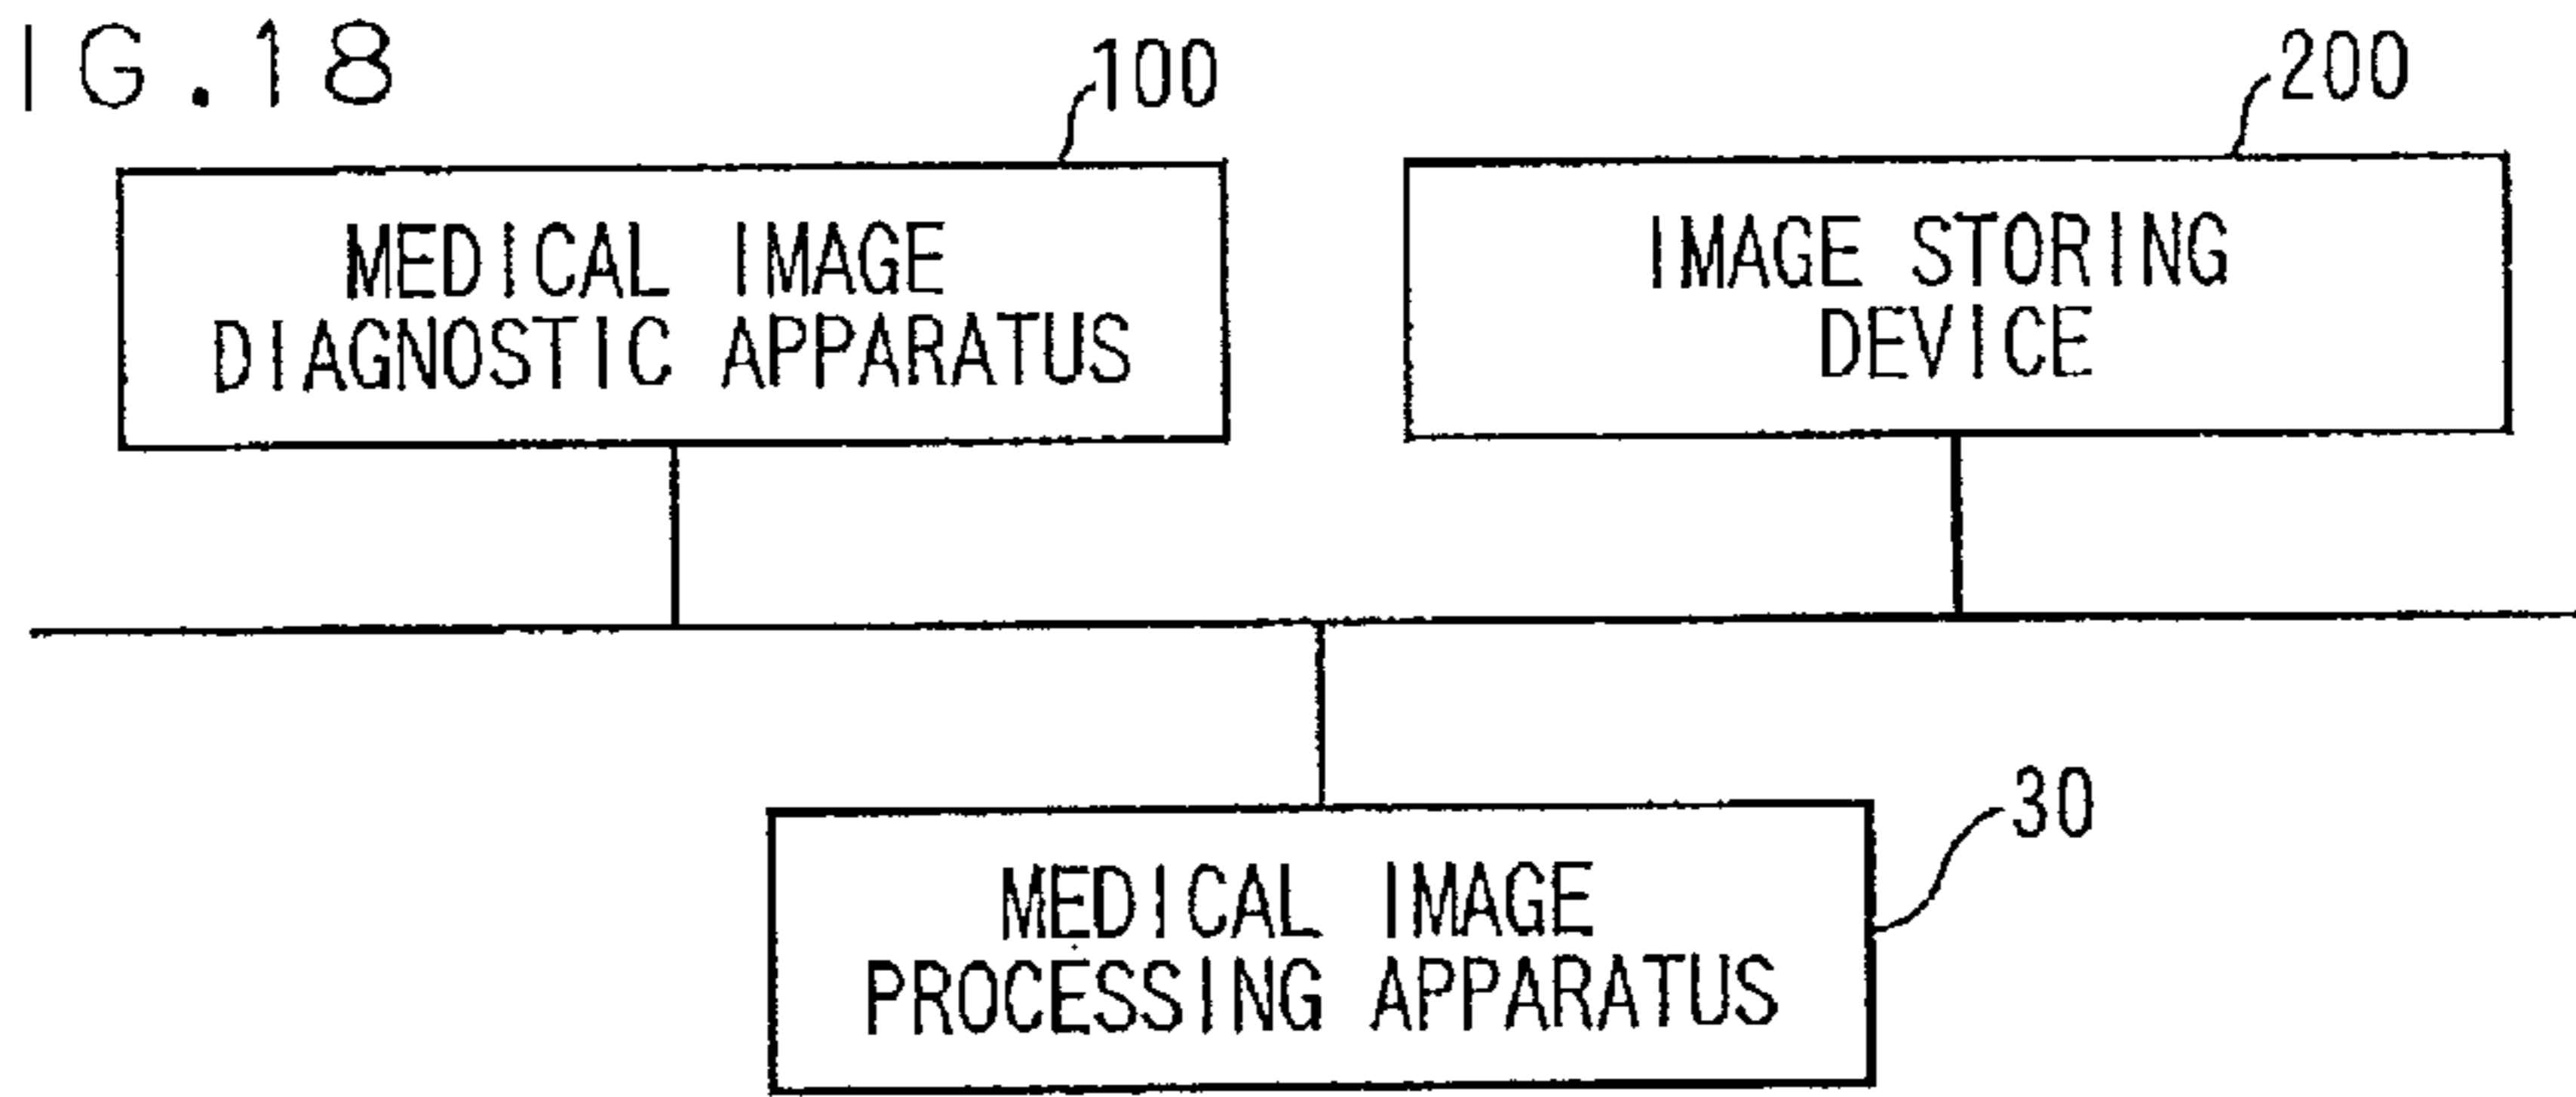 IG.18
100
200
MEDICAL IMAGE
DIAGNOSTIC APPARATUS
IMAGE STORING
DEVICE
30
MEDICAL IMAGE
PROCESSING APPARATUS